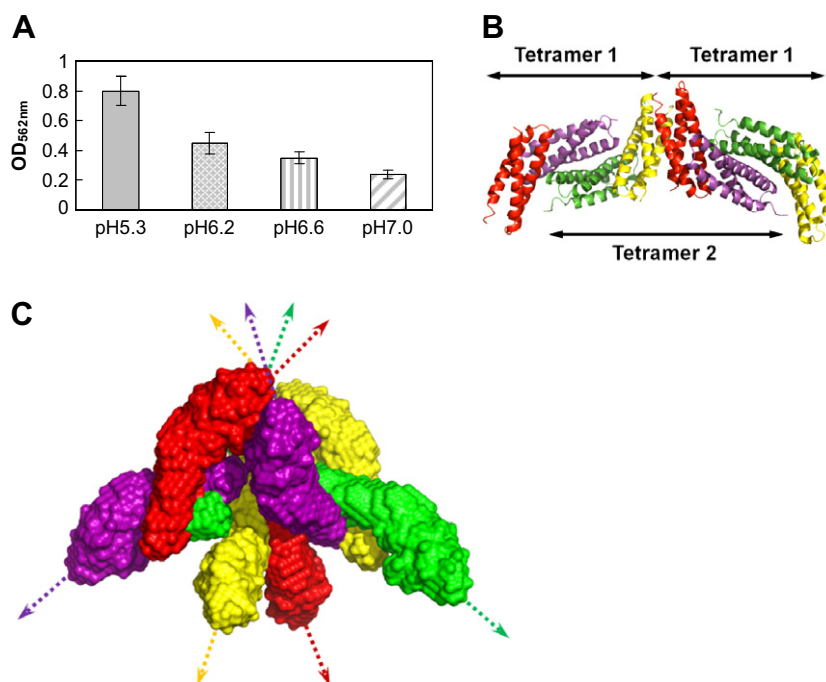 A
1
0.8
0.6
0.4
0.2
0
OD562nm
pH5.3 pH6.2 pH6.6 pH7.0
B
Tetramer 1 Tetramer 1
Tetramer 2
C